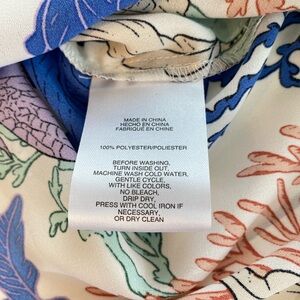 MADE IN CHINA
HECHO EN CHINA
FABRIQUÉ EN CHINE
100% POLYESTER/POLIESTER
BEFORE WASHING,
TURN INSIDE OUT.
MACHINE WASH COLD WATER,
GENTLE CYCLE,
WITH LIKE COLORS,
NO BLEACH,
DRIP DRY.
PRESS WITH COOL IRON IF
NECESSARY,
OR DRY CLEAN